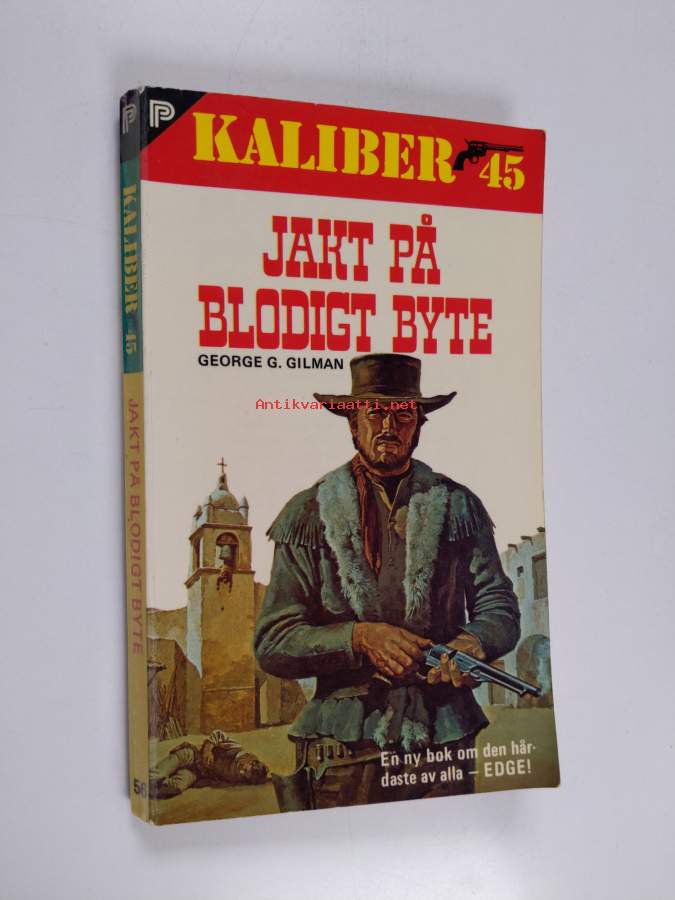 P
KALIBER 45
JAKT PÅ
BLODIGT BYTE
GEORGE G. GILMAN
Antikvariaatti.net
En ny bok om den hår-
daste av alla – EDGE!
P
KALIBER 45
JAKT PÅ BLODIGT BYTE
56